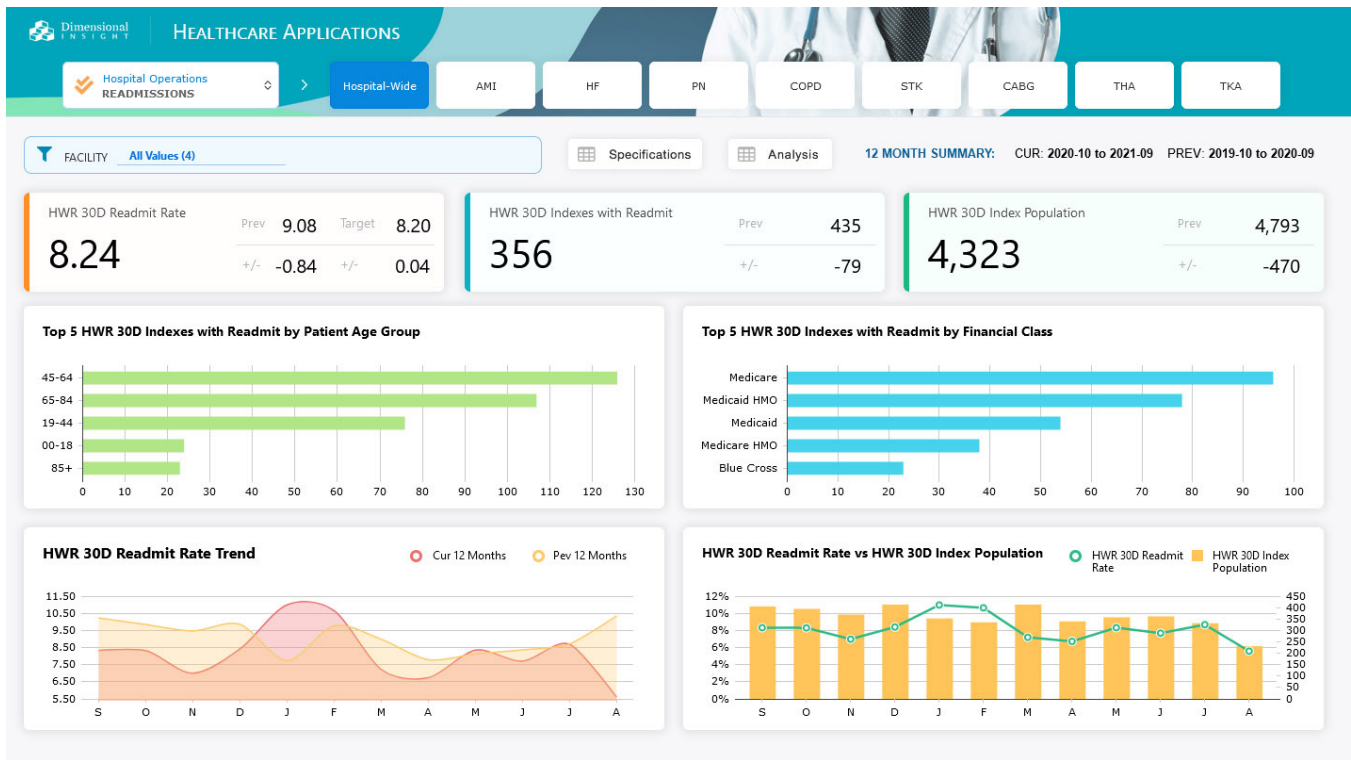 Dimensional
INSIGHT
HEALTHCARE APPLICATIONS
Hospital Operations
READMISSIONS
Hospital-Wide
AMI
HF
PN
COPD
STK
CABG
THA
TKA
FACILITY All Values (4)
Specifications
Analysis
12 MONTH SUMMARY: CUR: 2020-10 to 2021-09 PREV: 2019-10 to 2020-09
HWR 30D Readmit Rate
8.24
Prev 9.08 Target 8.20
+/- -0.84 +/- 0.04
HWR 30D Indexes with Readmit
356
Prev 435
+/- -79
HWR 30D Index Population
4,323
Prev 4,793
+/- -470
Top 5 HWR 30D Indexes with Readmit by Patient Age Group
45-64
65-84
19-44
00-18
85+
0 10 20 30 40 50 60 70 80 90 100 110 120 130
Top 5 HWR 30D Indexes with Readmit by Financial Class
Medicare
Medicaid HMO
Medicaid
Medicare HMO
Blue Cross
0 10 20 30 40 50 60 70 80 90 100
HWR 30D Readmit Rate Trend
Cur 12 Months
Pev 12 Months
11.50
10.50
9.50
8.50
7.50
6.50
5.50
S O N D J F M A M J J A
HWR 30D Readmit Rate vs HWR 30D Index Population
HWR 30D Readmit
Rate
HWR 30D Index
Population
12%
10%
8%
6%
4%
2%
0%
450
400
350
300
250
200
150
100
50
0
S O N D J F M A M J J A